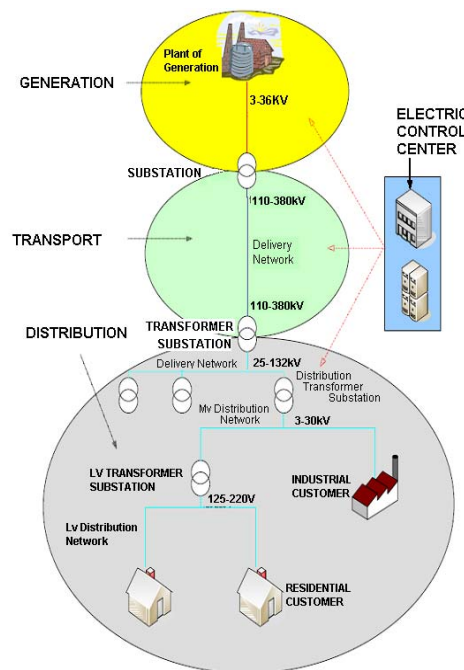 Plant of
Generation
GENERATION
3-36KV
ELECTRIC
CONTROL
CENTER
SUBSTATION
110-380kV
TRANSPORT
Delivery
Network
110-380kV
DISTRIBUTION
TRANSFORMER
SUBSTATION
Delivery Network
25-132kV
Distribution
Transformer
Substation
Mv Distribution
Network
3-30kV
LV TRANSFORMER
SUBSTATION
INDUSTRIAL
CUSTOMER
125-220V
Lv Distribution
Network
RESIDENTIAL
CUSTOMER